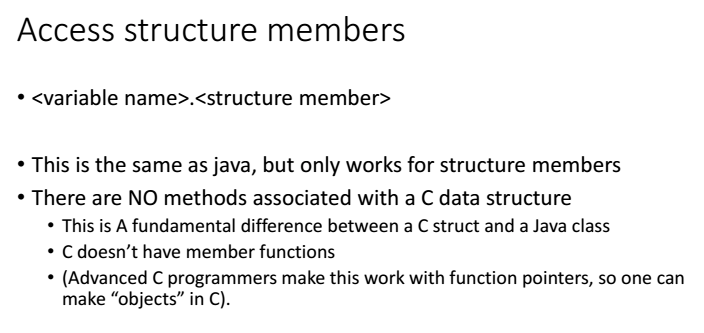 Access structure members
• <variable name>.<structure member>
• This is the same as java, but only works for structure members
• There are NO methods associated with a C data structure
• This is A fundamental difference between a C struct and a Java class
• C doesn't have member functions
• (Advanced C programmers make this work with function pointers, so one can
make “objects” in C).